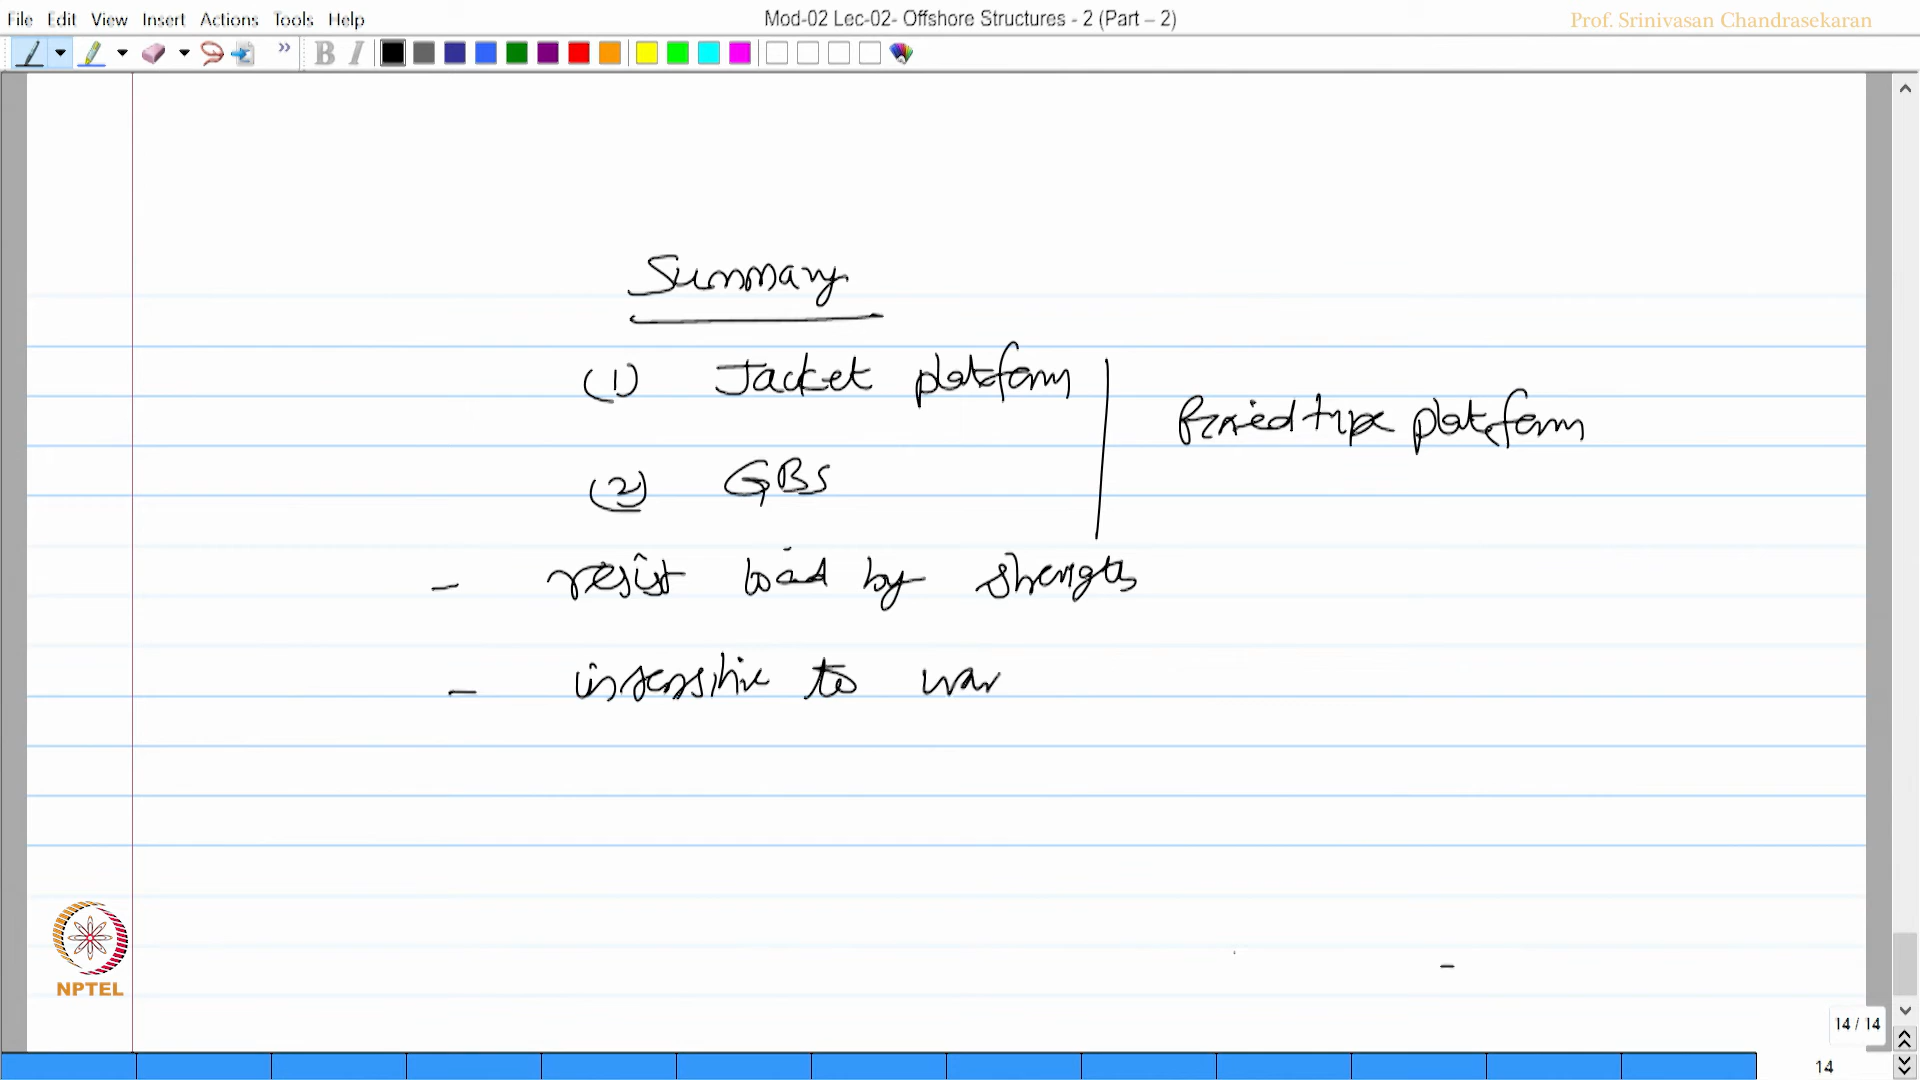 File Edit View Insert Actions Tools Help
Mod-02 Lec-02- Offshore Structures - 2 (Part – 2)
Prof. Srinivasan Chandrasekaran
B I
Summary
(1) Jacket platform
Fixed type platform
(2) GBS
- resist load by strength
- insensitive to wav
NPTEL
14 / 14
14